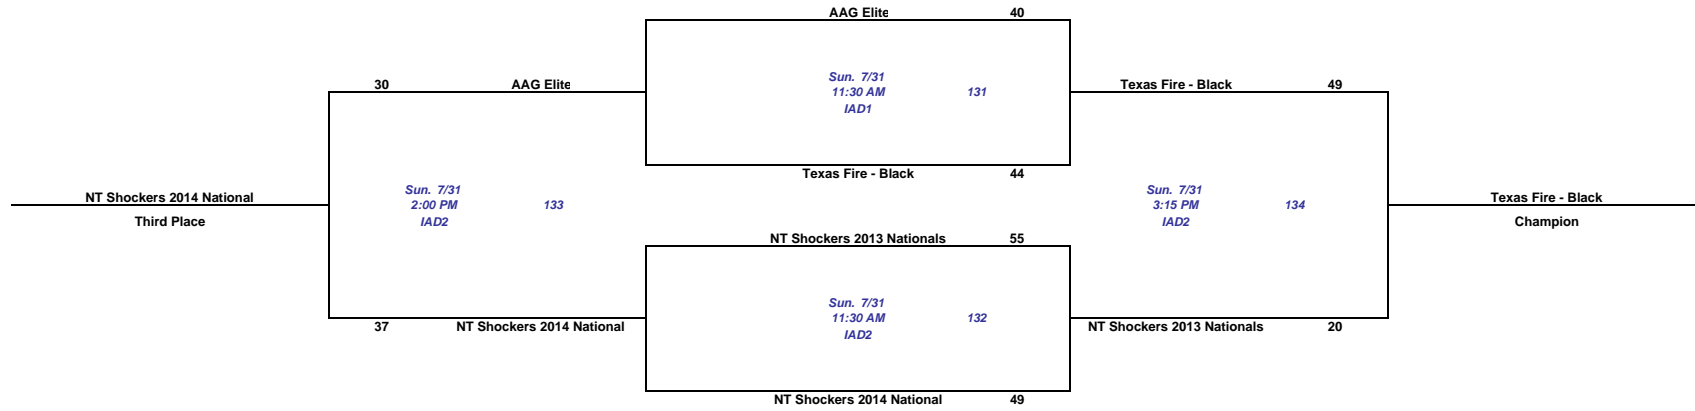 AAG Elite 40
Sun. 7/31
30 AAG Elite 11:30 AM 131 Texas Fire - Black 49
IAD1
Texas Fire - Black 44
NT Shockers 2014 National Sun. 7/31 Sun. 7/31 Texas Fire - Black
2:00 PM 133 3:15 PM 134
Third Place IAD2 IAD2 Champion
NT Shockers 2013 Nationals 55
Sun. 7/31
11:30 AM 132
37 NT Shockers 2014 National IAD2 NT Shockers 2013 Nationals 20
NT Shockers 2014 National 49